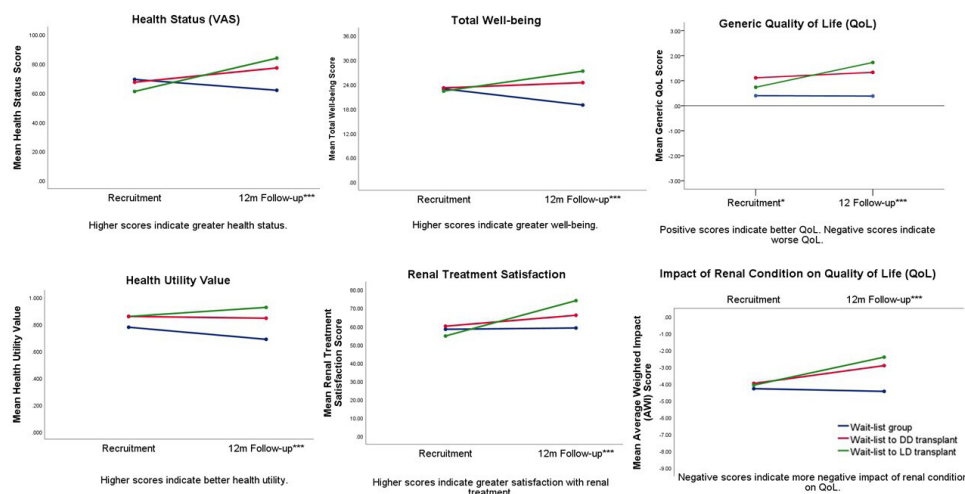 Health Status (VAS)
Mean Health Status Score
100.00
80.00
60.00
40.00
20.00
.00
Recruitment
12m Follow-up***
Higher scores indicate greater health status.
Total Well-being
Mean Total Well-being Score
36.00
30.00
24.00
18.00
12.00
6.00
.00
Recruitment
12m Follow-up***
Higher scores indicate greater well-being.
Generic Quality of Life (QoL)
Mean Generic QoL Score
3.00
2.00
1.00
.00
-1.00
-2.00
-3.00
Recruitment*
12 Follow-up***
Positive scores indicate better QoL. Negative scores indicate
worse QoL.
Health Utility Value
Mean Health Utility Value
1.000
.800
.600
.400
.200
.000
Recruitment
12m Follow-up***
Higher scores indicate better health utility.
Renal Treatment Satisfaction
Mean Renal Treatment
Satisfaction Score
80.00
70.00
60.00
50.00
40.00
30.00
20.00
10.00
.00
Recruitment
12m Follow-up***
Higher scores indicate greater satisfaction with renal
treatment
Impact of Renal Condition on Quality of Life (QoL)
Recruitment
12m Follow-up***
Mean Average Weighted Impact
(AWI) Score
.00
-1.00
-2.00
-3.00
-4.00
-5.00
-6.00
-7.00
-8.00
-9.00
Wait-list group
Wait-list to DD transplant
Wait-list to LD transplant
Negative scores indicate more negative impact of renal condition
on QoL.